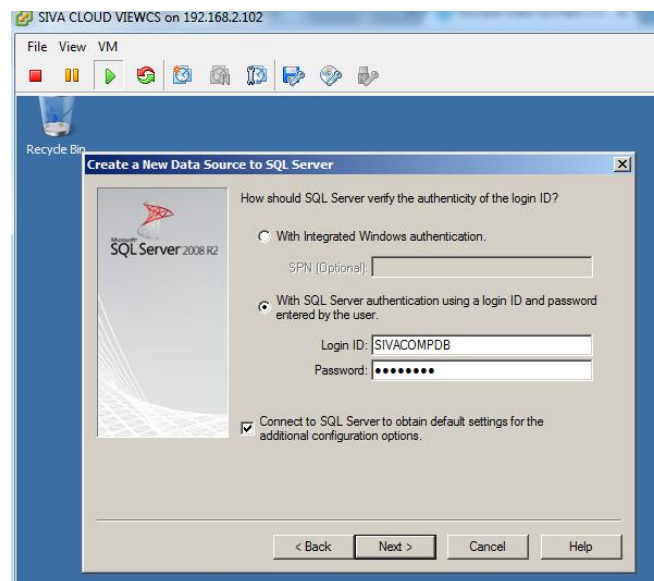 SIVA CLOUD VIEWCS on 192.168.2.102
File View VM
Recycle Bin
Create a New Data Source to SQL Server
How should SQL Server verify the authenticity of the login ID?
Microsoft
SQL Server 2008 R2
With Integrated Windows authentication.
SPN (Optional):
With SQL Server authentication using a login ID and password
entered by the user.
Login ID: SIVACOMPDB
Password: ••••••••
Connect to SQL Server to obtain default settings for the
additional configuration options.
< Back Next > Cancel Help